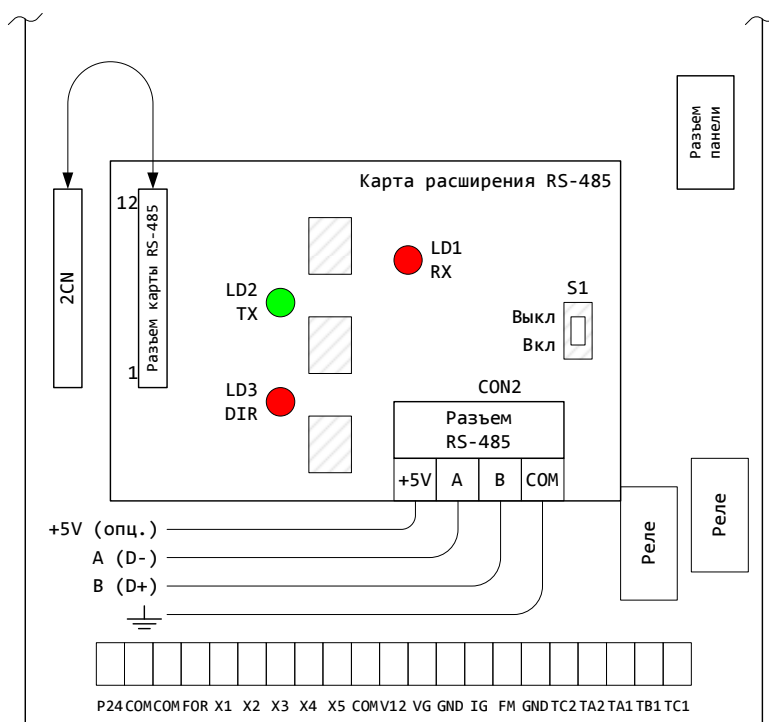 Разъем
панели
Карта расширения RS-485
12
Разъем карты RS-485
1
2CN
LD1
RX
LD2
TX
LD3
DIR
S1
Выкл
Вкл
CON2
Разъем
RS-485
+5V A B COM
+5V (опц.)
A (D-)
B (D+)
Реле
Реле
P24 COM COM FOR X1 X2 X3 X4 X5 COM V12 VG GND IG FM GND TC2 TA2 TA1 TB1 TC1